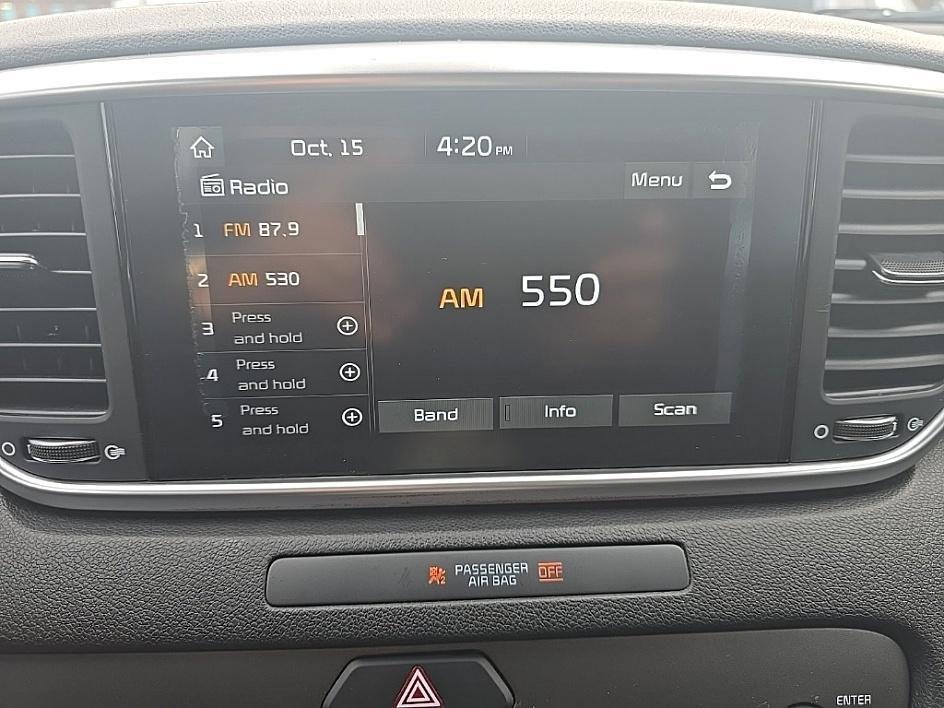 Oct. 15 4:20 PM
Radio Menu
1 FM 87.9
2 AM 530
3 Press and hold
4 Press and hold
5 Press and hold
AM 550
Band Info Scan
PASSENGER
AIR BAG OFF
ENTER